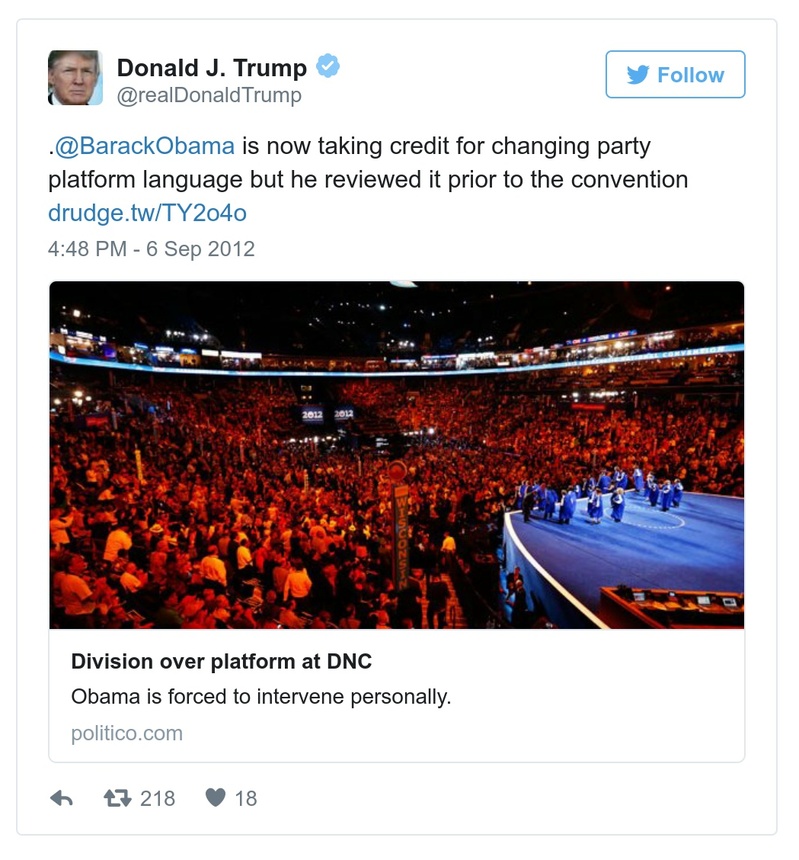 Donald J. Trump
@realDonaldTrump
Follow
.@BarackObama is now taking credit for changing party
platform language but he reviewed it prior to the convention
drudge.tw/TY2o4o
4:48 PM - 6 Sep 2012
2012 2012
WISCONSIN
Division over platform at DNC
Obama is forced to intervene personally.
politico.com
218 18